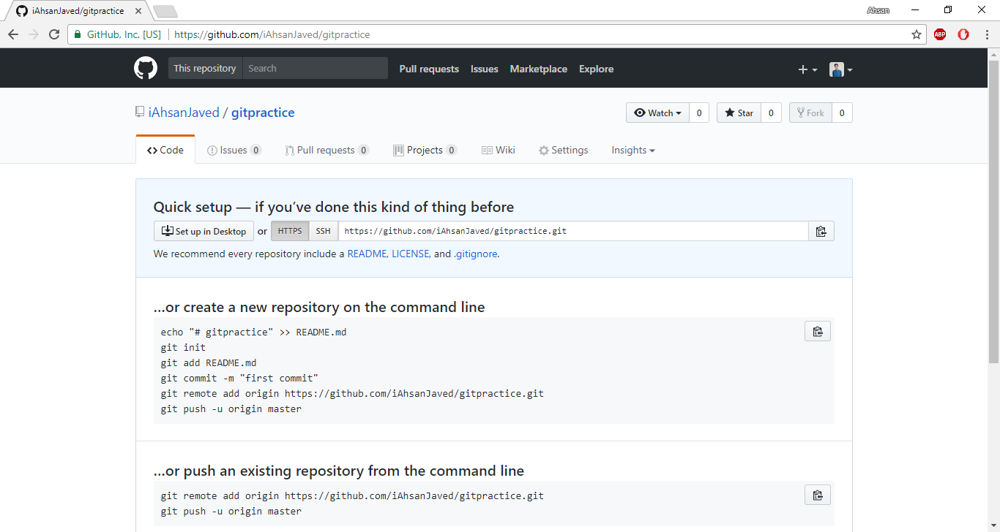 iAhsanJaved/gitpractice
Ahsan
GitHub, Inc. [US] https://github.com/iAhsanJaved/gitpractice
ABP
This repository Search Pull requests Issues Marketplace Explore
iAhsanJaved / gitpractice
Watch 0 Star 0 Fork 0
Code Issues 0 Pull requests 0 Projects 0 Wiki Settings Insights
Quick setup — if you’ve done this kind of thing before
Set up in Desktop or HTTPS SSH https://github.com/iAhsanJaved/gitpractice.git
We recommend every repository include a README, LICENSE, and .gitignore.
…or create a new repository on the command line
echo "# gitpractice" >> README.md
git init
git add README.md
git commit -m "first commit"
git remote add origin https://github.com/iAhsanJaved/gitpractice.git
git push -u origin master
…or push an existing repository from the command line
git remote add origin https://github.com/iAhsanJaved/gitpractice.git
git push -u origin master